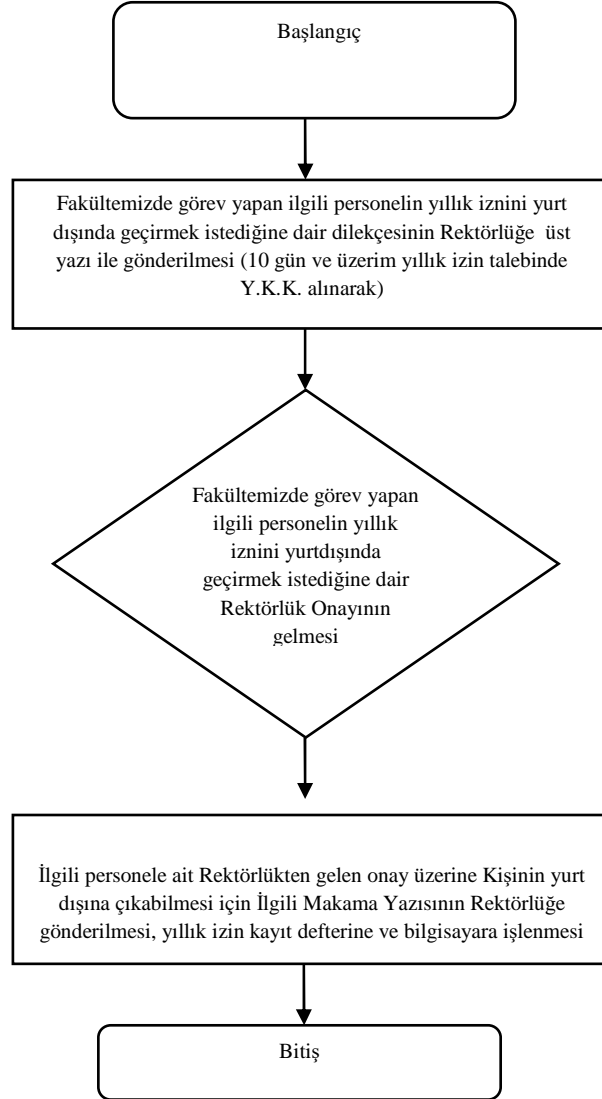 Başlangıç
Fakültemizde görev yapan ilgili personelin yıllık iznini yurt
dışında geçirmek istediğine dair dilekçesinin Rektörlüğe üst
yazı ile gönderilmesi (10 gün ve üzerim yıllık izin talebinde
Y.K.K. alınarak)
Fakültemizde görev yapan
ilgili personelin yıllık
iznini yurtdışında
geçirmek istediğine dair
Rektörlük Onayının
gelmesi
İlgili personele ait Rektörlükten gelen onay üzerine Kişinin yurt
dışına çıkabilmesi için İlgili Makama Yazısının Rektörlüğe
gönderilmesi, yıllık izin kayıt defterine ve bilgisayara işlenmesi
Bitiş